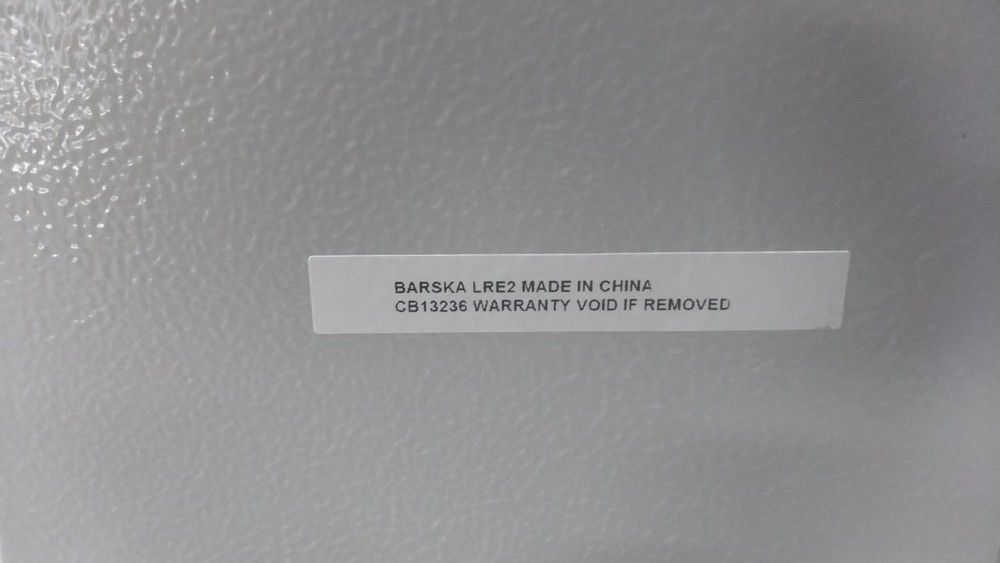 BARSKA LRE2 MADE IN CHINA
CB13236 WARRANTY VOID IF REMOVED